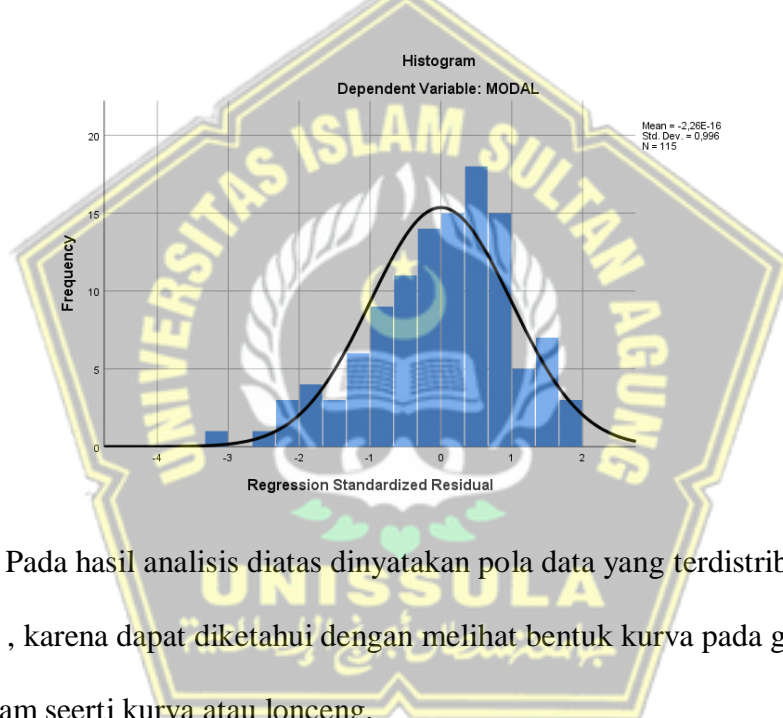 Histogram
Dependent Variable: MODAL
Mean = -2,26E-16
Std. Dev. = 0,996
N = 115
20
15
10
5
0
Frequency
-4 -3 -2 -1 0 1 2
Regression Standardized Residual
UNIVERSITAS ISLAM SULTAN AGUNG
Pada hasil analisis diatas dinyatakan pola data yang terdistrib
UNISSULA
, karena dapat diketahui dengan melihat bentuk kurva pada g
am seerti kurva atau lonceng.